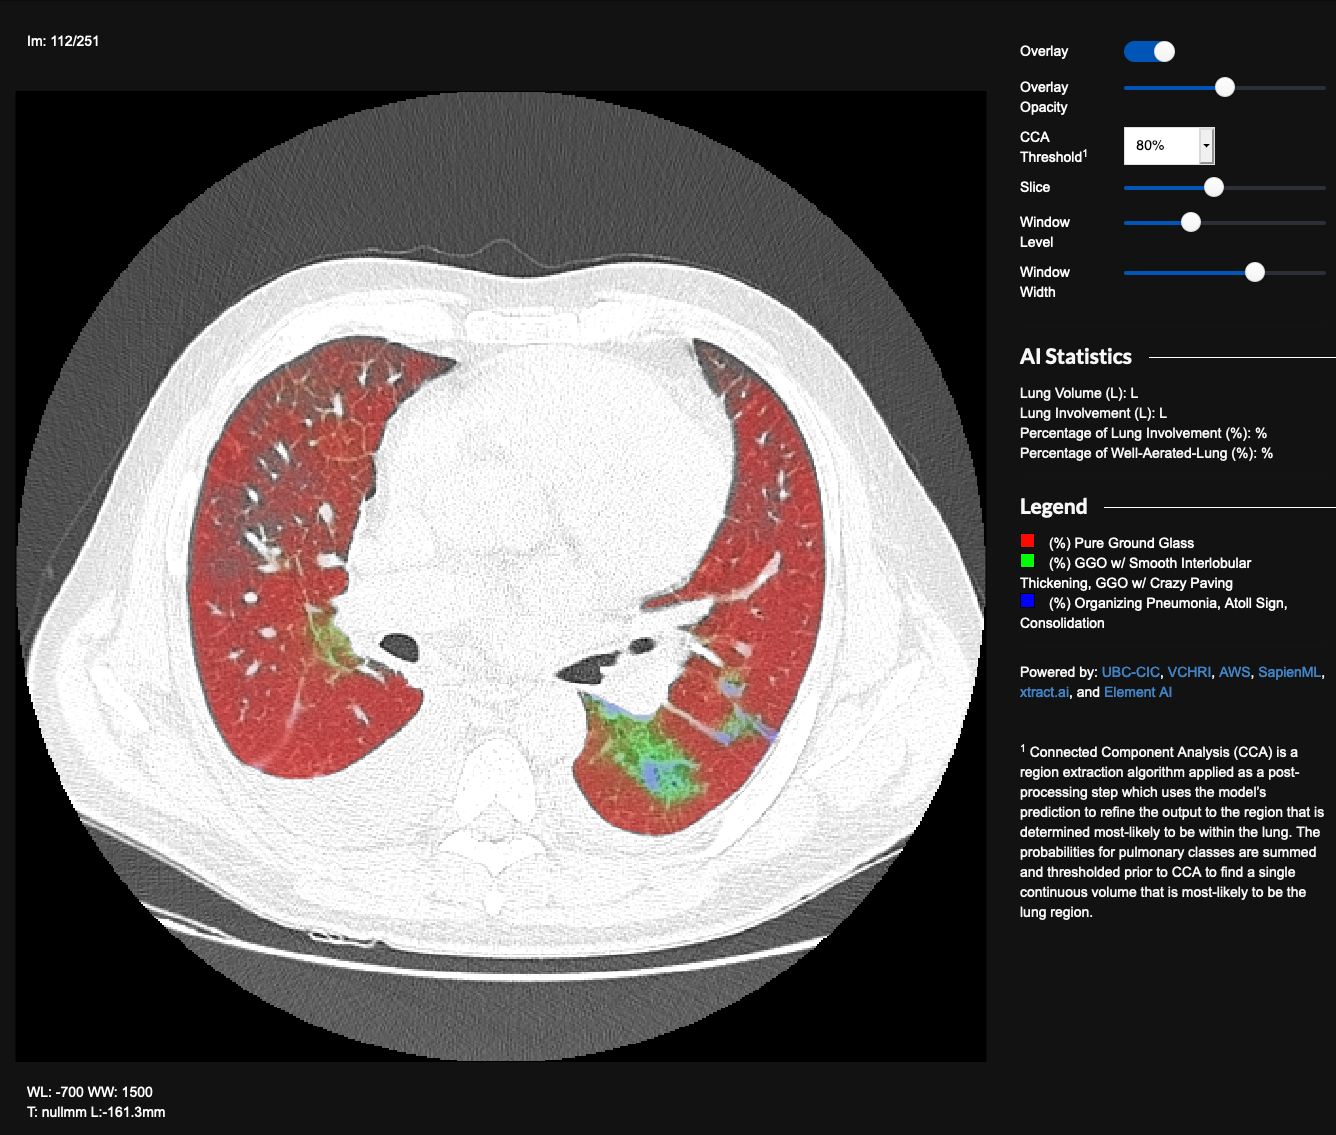 Im: 112/251
Overlay
Overlay
Opacity
CCA
Threshold1
80%
Slice
Window
Level
Window
Width
AI Statistics
Lung Volume (L): L
Lung Involvement (L): L
Percentage of Lung Involvement (%): %
Percentage of Well-Aerated-Lung (%): %
Legend
(%) Pure Ground Glass
(%) GGO w/ Smooth Interlobular
Thickening, GGO w/ Crazy Paving
(%) Organizing Pneumonia, Atoll Sign,
Consolidation
Powered by: UBC-CIC, VCHRI, AWS, SapienML,
xtract.ai, and Element AI
1 Connected Component Analysis (CCA) is a
region extraction algorithm applied as a post-
processing step which uses the model's
prediction to refine the output to the region that is
determined most-likely to be within the lung. The
probabilities for pulmonary classes are summed
and thresholded prior to CCA to find a single
continuous volume that is most-likely to be the
lung region.
WL: -700 WW: 1500
T: nullmm L:-161.3mm